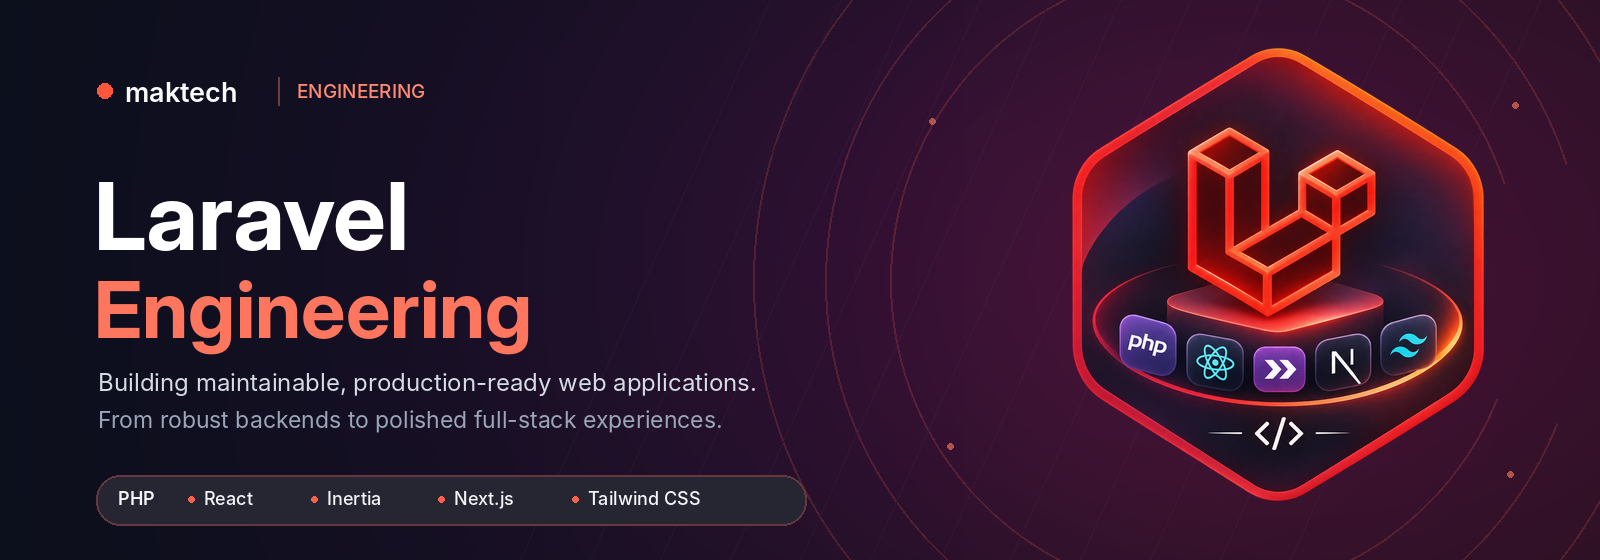 maktech
ENGINEERING
Laravel
Engineering
Building maintainable, production-ready web applications.
From robust backends to polished full-stack experiences.
PHP • React • Inertia • Next.js • Tailwind CSS
php
N
</>